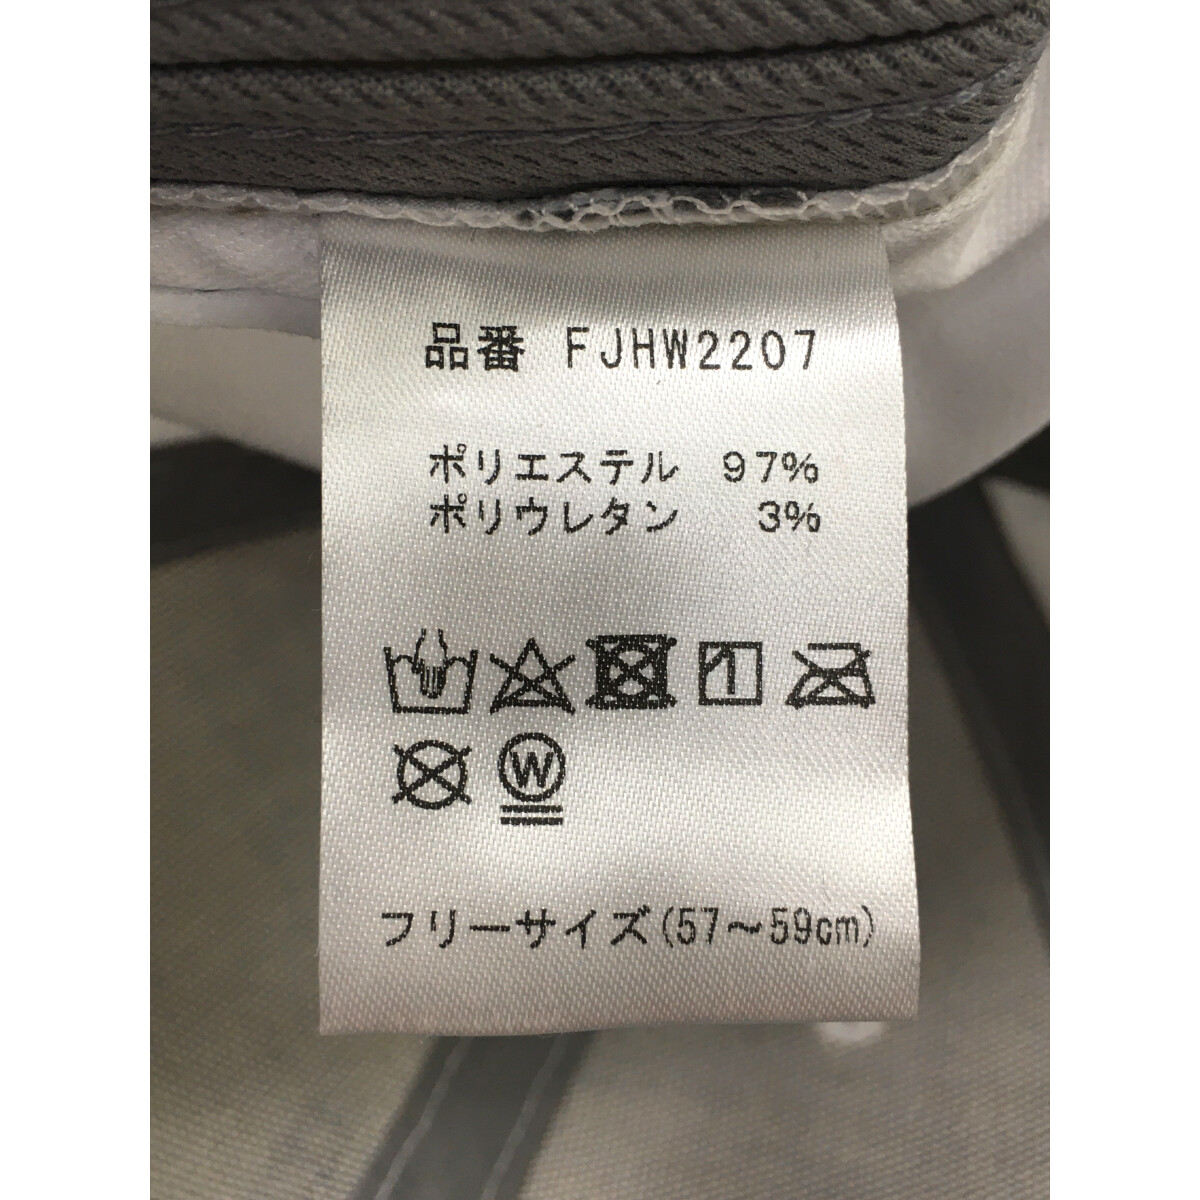 品番 FJHW2207
ポリエステル 97%
ポリウレタン 3%
W
フリーサイズ(57～59cm)